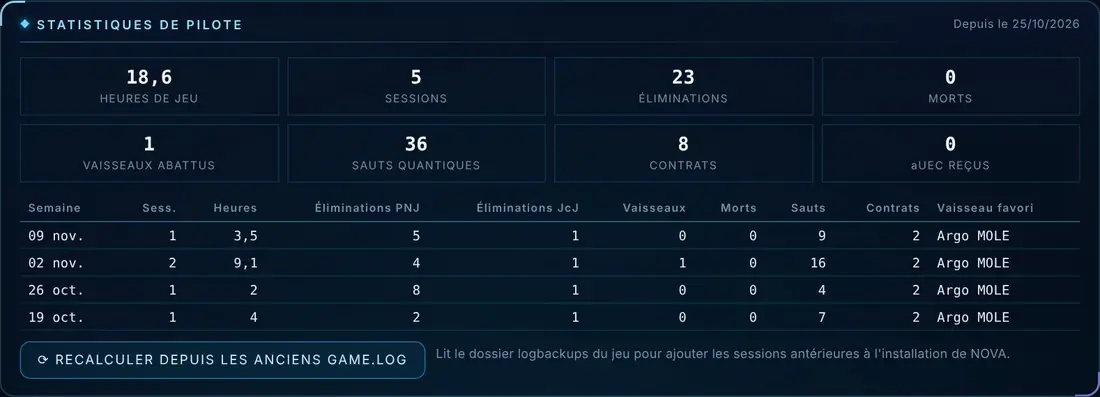 STATISTIQUES DE PILOTE
Depuis le 25/10/2026
18,6 5 23 0
HEURES DE JEU SESSIONS ÉLIMINATIONS MORTS
1 36 8 0
VAISSEAUX ABATTUS SAUTS QUANTIQUES CONTRATS aUEC REÇUS
Semaine Sess. Heures Éliminations PNJ Éliminations JcJ Vaisseaux Morts Sauts Contrats Vaisseau favori
09 nov. 1 3,5 5 1 0 0 9 2 Argo MOLE
02 nov. 2 9,1 4 1 1 0 16 2 Argo MOLE
26 oct. 1 2 8 1 0 0 4 2 Argo MOLE
19 oct. 1 4 2 1 0 0 7 2 Argo MOLE
⟳ RECALCULER DEPUIS LES ANCIENS GAME.LOG
Lit le dossier logbackups du jeu pour ajouter les sessions antérieures à l'installation de NOVA.